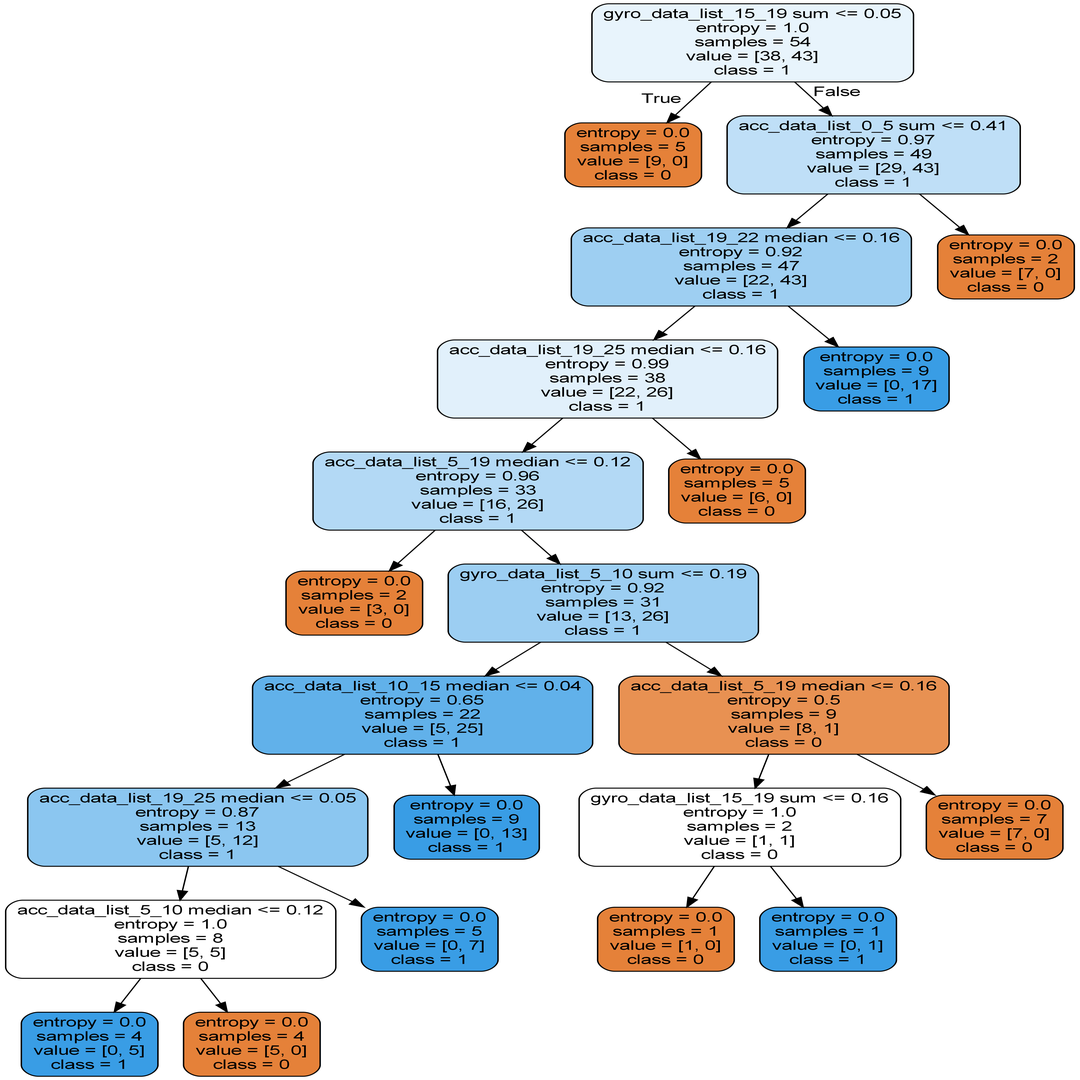 gyro_data_list_15_19 sum <= 0.05
entropy = 1.0
samples = 54
value = [38, 43]
class = 1
True
False
entropy = 0.0
samples = 5
value = [9, 0]
class = 0
acc_data_list_0_5 sum <= 0.41
entropy = 0.97
samples = 49
value = [29, 43]
class = 1
acc_data_list_19_22 median <= 0.16
entropy = 0.92
samples = 47
value = [22, 43]
class = 1
entropy = 0.0
samples = 2
value = [7, 0]
class = 0
acc_data_list_19_25 median <= 0.16
entropy = 0.99
samples = 38
value = [22, 26]
class = 1
entropy = 0.0
samples = 9
value = [0, 17]
class = 1
acc_data_list_5_19 median <= 0.12
entropy = 0.96
samples = 33
value = [16, 26]
class = 1
entropy = 0.0
samples = 5
value = [6, 0]
class = 0
entropy = 0.0
samples = 2
value = [3, 0]
class = 0
gyro_data_list_5_10 sum <= 0.19
entropy = 0.92
samples = 31
value = [13, 26]
class = 1
acc_data_list_10_15 median <= 0.04
entropy = 0.65
samples = 22
value = [5, 25]
class = 1
acc_data_list_5_19 median <= 0.16
entropy = 0.5
samples = 9
value = [8, 1]
class = 0
acc_data_list_19_25 median <= 0.05
entropy = 0.87
samples = 13
value = [5, 12]
class = 1
entropy = 0.0
samples = 9
value = [0, 13]
class = 1
gyro_data_list_15_19 sum <= 0.16
entropy = 1.0
samples = 2
value = [1, 1]
class = 0
entropy = 0.0
samples = 7
value = [7, 0]
class = 0
acc_data_list_5_10 median <= 0.12
entropy = 1.0
samples = 8
value = [5, 5]
class = 0
entropy = 0.0
samples = 5
value = [0, 7]
class = 1
entropy = 0.0
samples = 1
value = [1, 0]
class = 0
entropy = 0.0
samples = 1
value = [0, 1]
class = 1
entropy = 0.0
samples = 4
value = [0, 5]
class = 1
entropy = 0.0
samples = 4
value = [5, 0]
class = 0